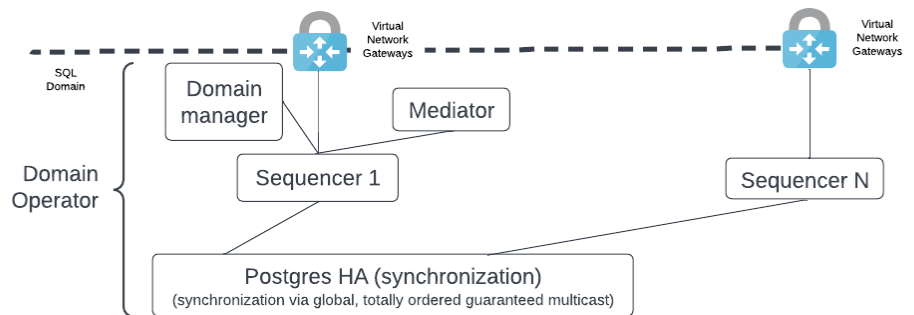 Virtual
Network
Gateways
Virtual
Network
Gateways
SQL
Domain
Domain
manager
Mediator
Domain
Operator
Sequencer 1
Sequencer N
Postgres HA (synchronization)
(synchronization via global, totally ordered guaranteed multicast)